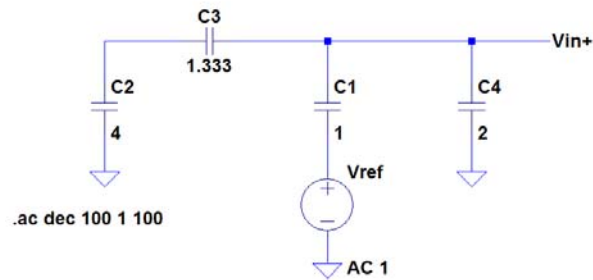 C3
1.333
Vin+
C2
4
C1
1
C4
2
Vref
+
−
.ac dec 100 1 100
AC 1